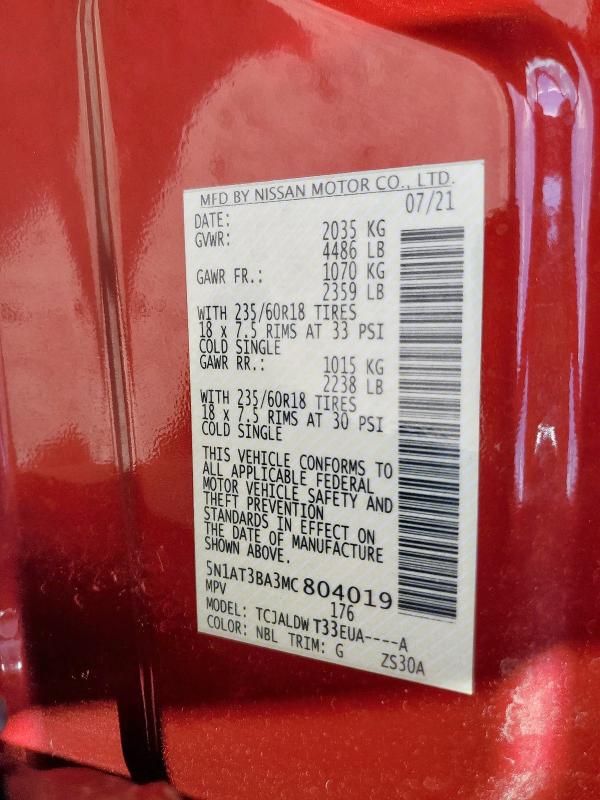 MFD BY NISSAN MOTOR CO., LTD.
DATE: 07/21
GVWR: 2035 KG
4486 LB
GAWR FR.: 1070 KG
2359 LB
WITH 235/60R18 TIRES
18 x 7.5 RIMS AT 33 PSI
COLD SINGLE
GAWR RR.: 1015 KG
2238 LB
WITH 235/60R18 TIRES
18 x 7.5 RIMS AT 30 PSI
COLD SINGLE
THIS VEHICLE CONFORMS TO
ALL APPLICABLE FEDERAL
MOTOR VEHICLE SAFETY AND
THEFT PREVENTION
STANDARDS IN EFFECT ON
THE DATE OF MANUFACTURE
SHOWN ABOVE.
5N1AT3BA3MC804019
MPV 176
MODEL: TCJALDWT33EUA----A
COLOR: NBL TRIM: G ZS30A